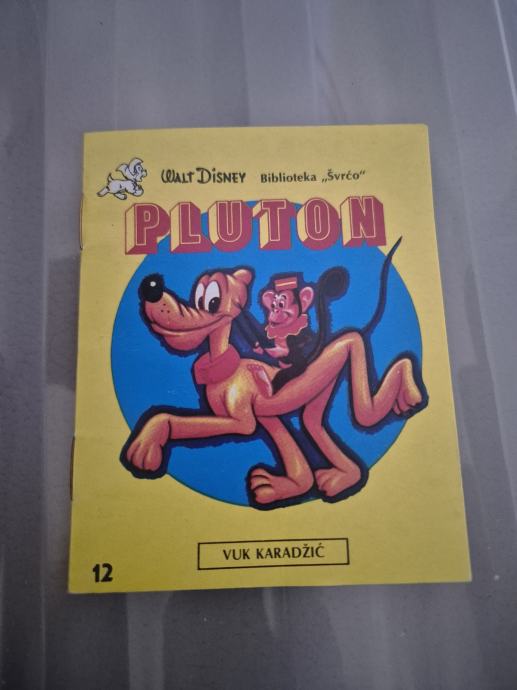 WALT DISNEY Biblioteka „Švrćo"
PLUTON
VUK KARADŽIĆ
12